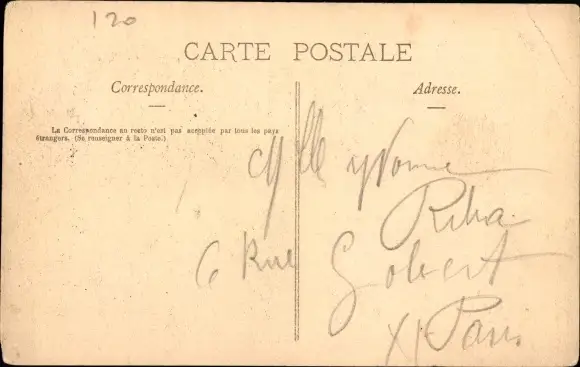 120
CARTE POSTALE
Correspondance.
Adresse.
La Correspondance au recto n'est pas acceptée par tous les pays
étrangers. (Se renseigner à la Poste.)
Mlle yvonne
Riba
6 Rue Gobert
XI Paris